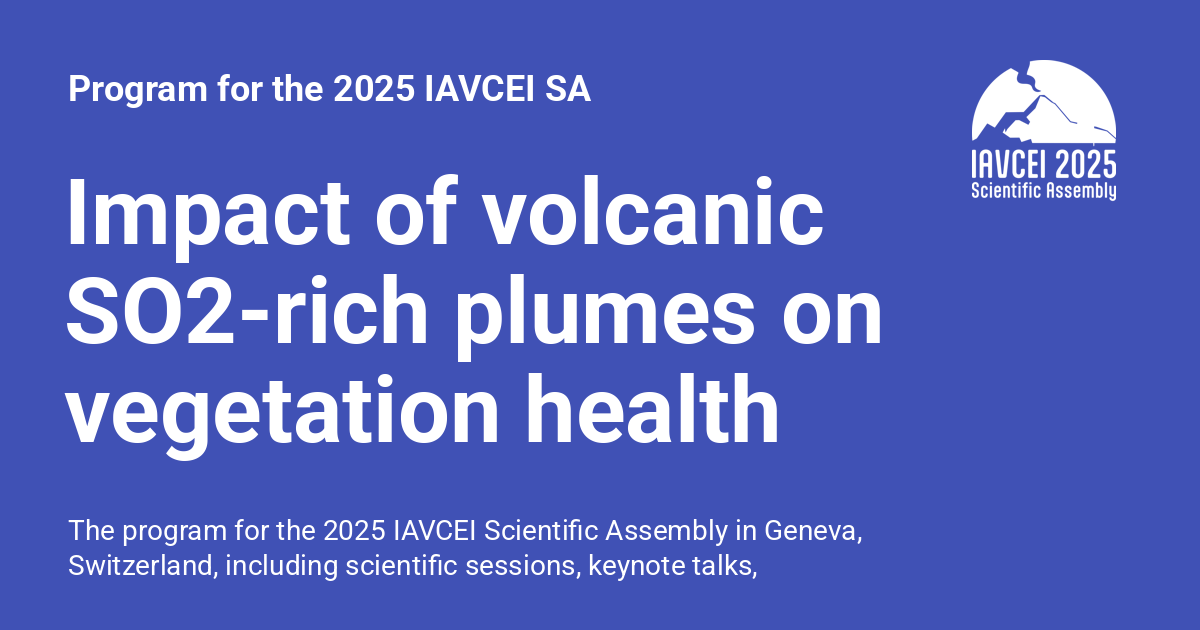 Program for the 2025 IAVCEI SA
IAVCEI 2025
Scientific Assembly
Impact of volcanic
SO2-rich plumes on
vegetation health
The program for the 2025 IAVCEI Scientific Assembly in Geneva,
Switzerland, including scientific sessions, keynote talks,